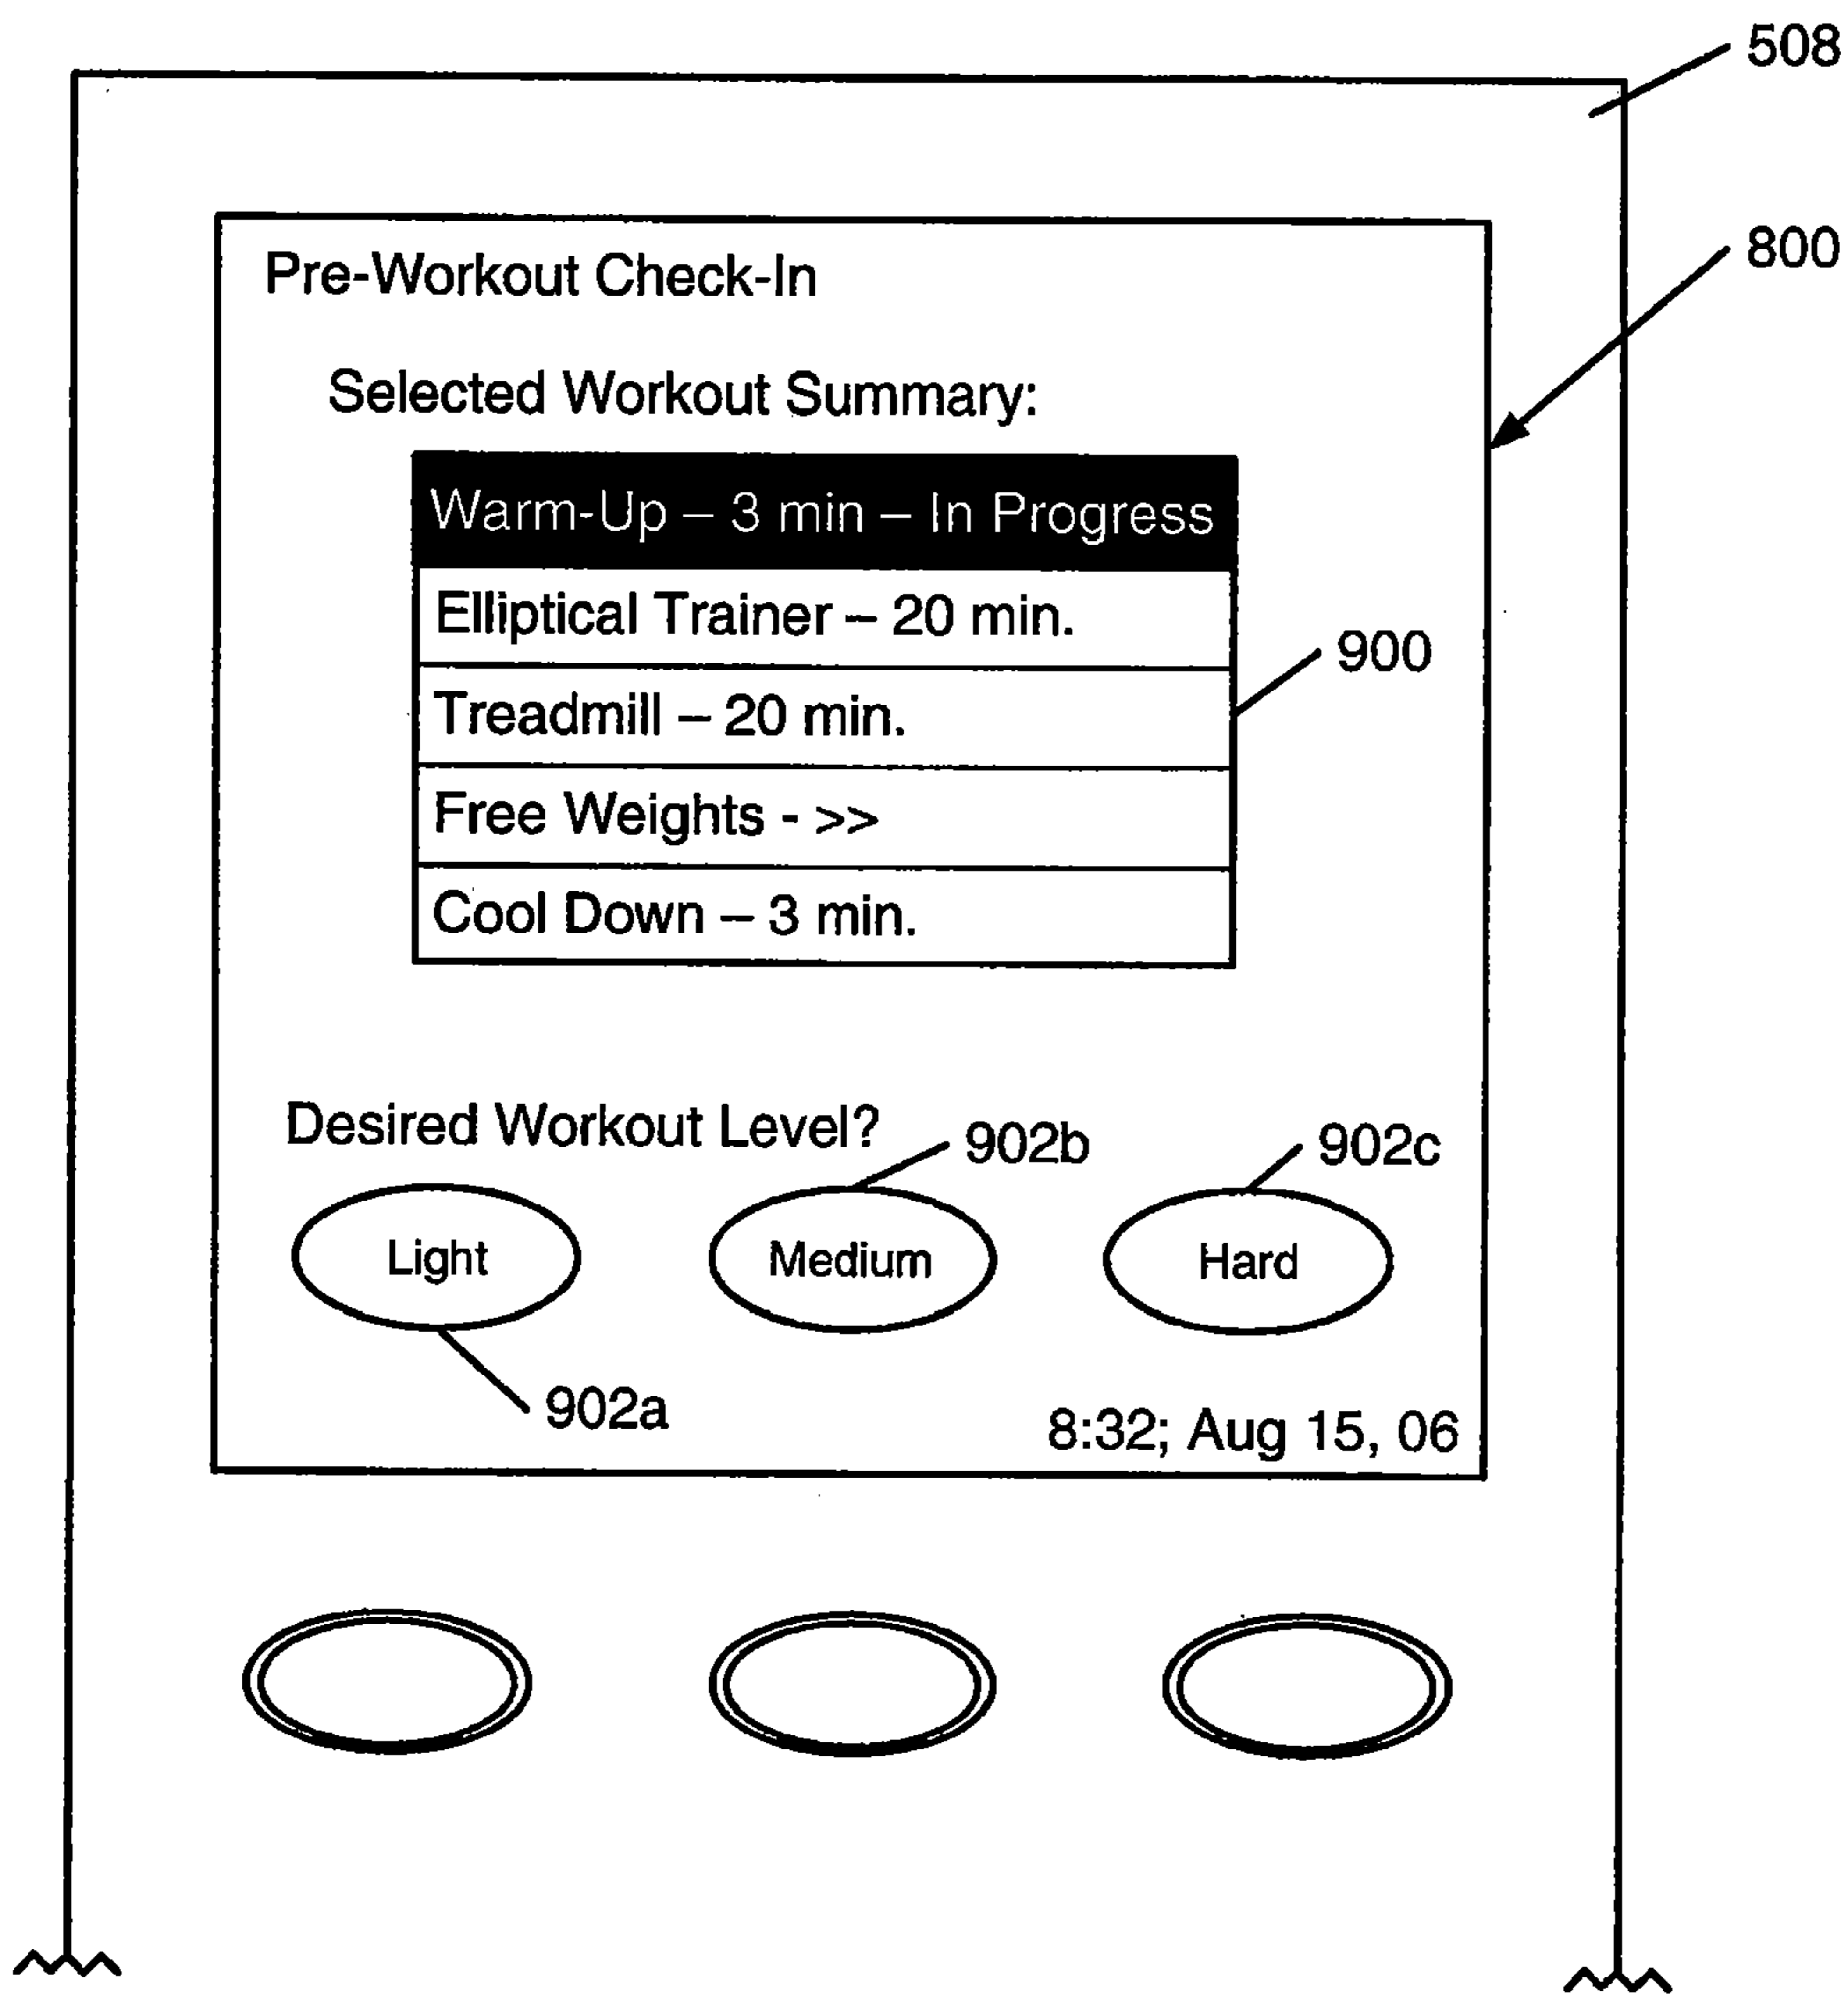 508
800
Pre-Workout Check-In
Selected Workout Summary:
Warm-Up – 3 min – In Progress
Elliptical Trainer – 20 min.
900
Treadmill – 20 min.
Free Weights - >>
Cool Down – 3 min.
Desired Workout Level?
902b
902c
Light
Medium
Hard
902a
8:32; Aug 15, 06